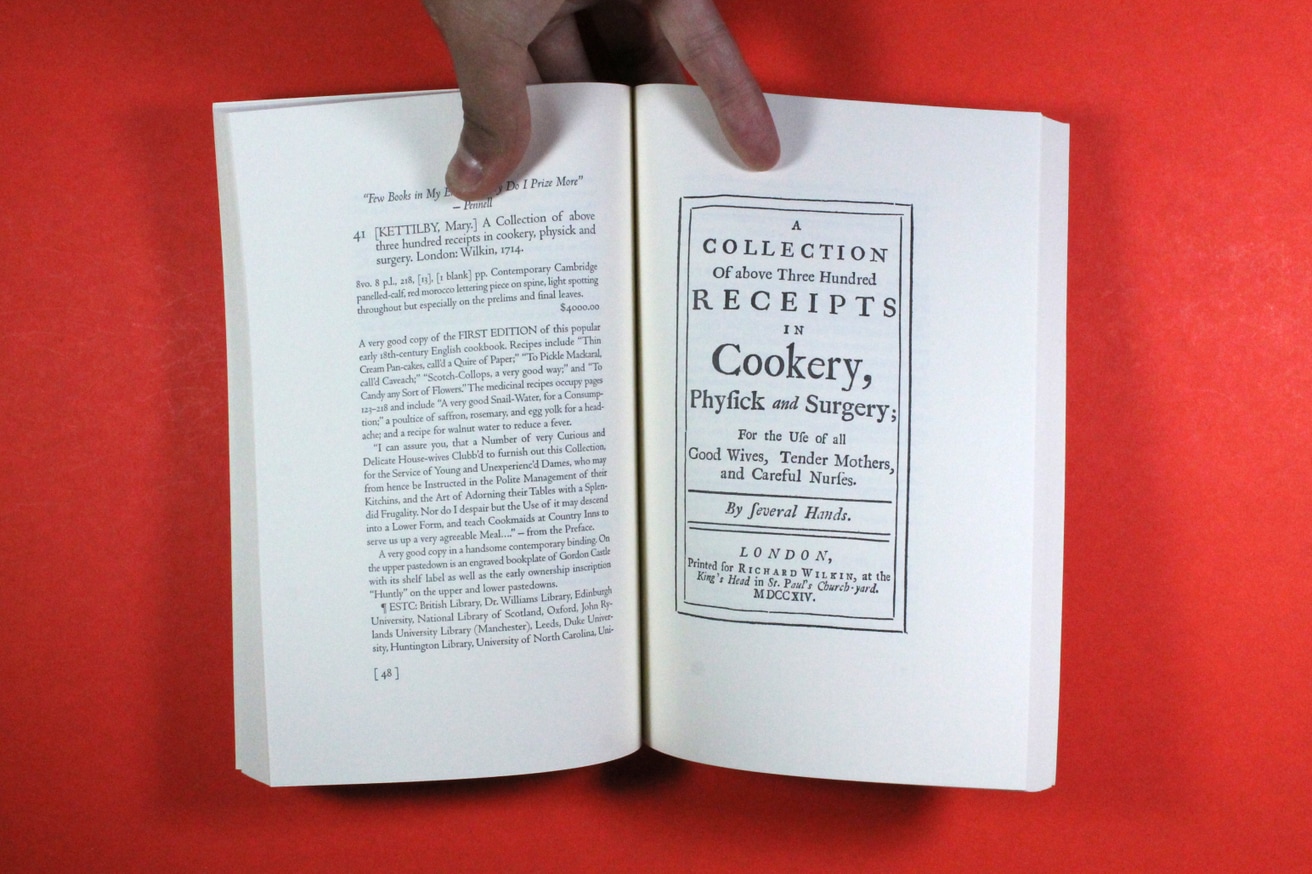 “Few Books in My Do I Prize More”
— Pennell
41 [KETTILBY, Mary.] A Collection of above
three hundred receipts in cookery, physick and
surgery. London: Wilkin, 1714.
8vo. 8 p.l., 218, [13], [1 blank] pp. Contemporary Cambridge
panelled-calf, red morocco lettering piece on spine, light spotting
throughout but especially on the prelims and final leaves.
$4000.00
A very good copy of the FIRST EDITION of this popular
early 18th-century English cookbook. Recipes include “Thin
Cream Pan-cakes, call’d a Quire of Paper;” “To Pickle Mackaral,
call’d Caveach;” “Scotch-Collops, a very good way;” and “To
Candy any Sort of Flowers.” The medicinal recipes occupy pages
123–218 and include “A very good Snail-Water, for a Consump-
tion;” a poultice of saffron, rosemary, and egg yolk for a head-
ache; and a recipe for walnut water to reduce a fever.
“I can assure you, that a Number of very Curious and
Delicate House-wives Clubb’d to furnish out this Collection,
for the Service of Young and Unexperienc’d Dames, who may
from hence be Instructed in the Polite Management of their
Kitchins, and the Art of Adorning their Tables with a Splen-
did Frugality. Nor do I despair but the Use of it may descend
into a Lower Form, and teach Cookmaids at Country Inns to
serve us up a very agreeable Meal....” — from the Preface.
A very good copy in a handsome contemporary binding. On
the upper pastedown is an engraved bookplate of Gordon Castle
with its shelf label as well as the early ownership inscription
“Huntly” on the upper and lower pastedowns.
¶ ESTC: British Library, Dr. Williams Library, Edinburgh
University, National Library of Scotland, Oxford, John Ry-
lands University Library (Manchester), Leeds, Duke Univer-
sity, Huntington Library, University of North Carolina, Uni-
[ 48 ]
A
COLLECTION
Of above Three Hundred
RECEIPTS
IN
Cookery,
Phyſick and Surgery;
For the Uſe of all
Good Wives, Tender Mothers,
and Careful Nurſes.
By ſeveral Hands.
LONDON,
Printed for RICHARD WILKIN, at the
King's Head in St. Paul's Church-yard.
MDCCXIV.